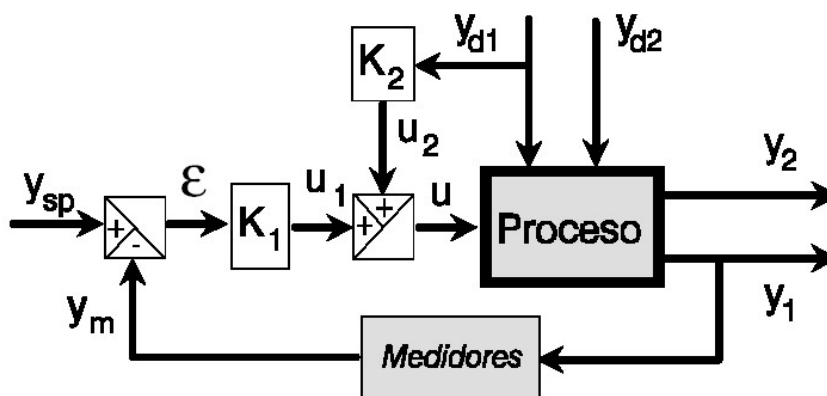 y_d1
y_d2
K_2
u_2
y_2
y_sp
ε
u_1
u
+
+
+
-
K_1
Proceso
y_m
y_1
Medidores